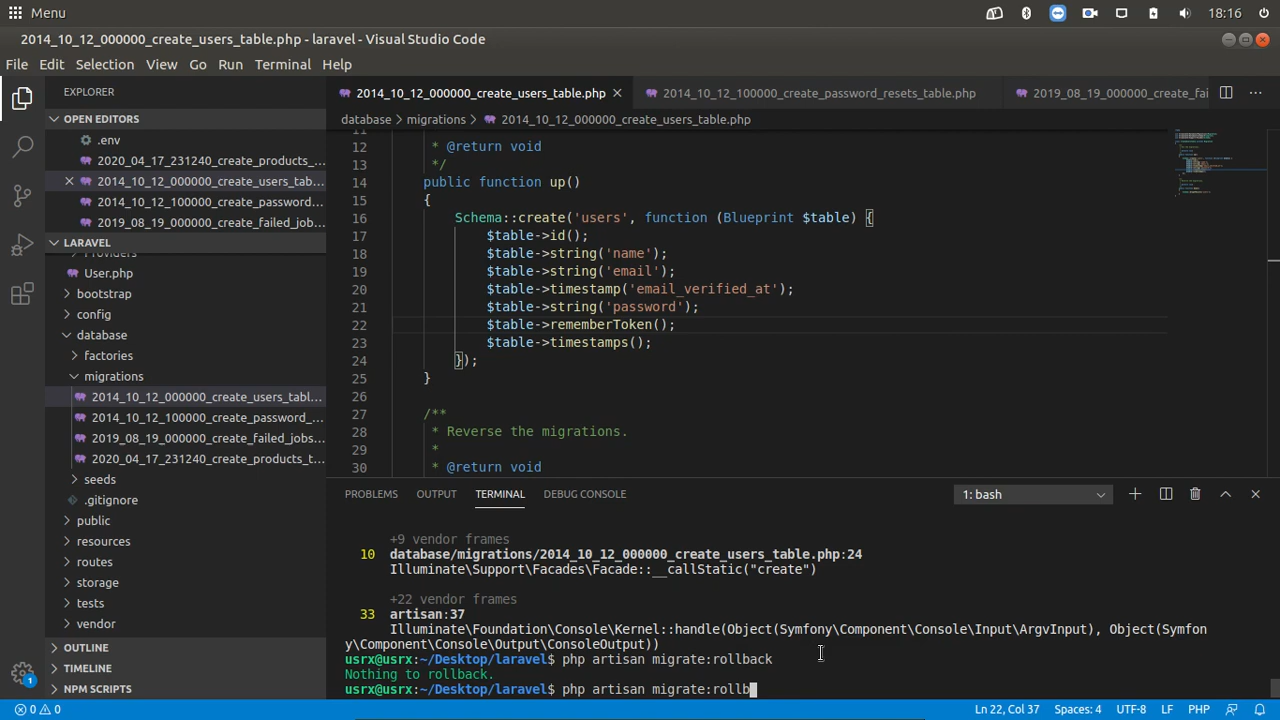 Menu
18:16
2014_10_12_000000_create_users_table.php - laravel - Visual Studio Code
File Edit Selection View Go Run Terminal Help
EXPLORER
OPEN EDITORS
.env
2020_04_17_231240_create_products_...
2014_10_12_000000_create_users_tab...
2014_10_12_100000_create_password...
2019_08_19_000000_create_failed_job...
LARAVEL
Providers
User.php
bootstrap
config
database
factories
migrations
2014_10_12_000000_create_users_tabl...
2014_10_12_100000_create_password_...
2019_08_19_000000_create_failed_jobs...
2020_04_17_231240_create_products_t...
seeds
.gitignore
public
resources
routes
storage
tests
vendor
OUTLINE
TIMELINE
NPM SCRIPTS
2014_10_12_000000_create_users_table.php 2014_10_12_100000_create_password_resets_table.php 2019_08_19_000000_create_fai
database > migrations > 2014_10_12_000000_create_users_table.php
11
12 * @return void
13 */
14 public function up()
15 {
16 Schema::create('users', function (Blueprint $table) {
17 $table->id();
18 $table->string('name');
19 $table->string('email');
20 $table->timestamp('email_verified_at');
21 $table->string('password');
22 $table->rememberToken();
23 $table->timestamps();
24 });
25 }
26
27 /**
28 * Reverse the migrations.
29 *
30 * @return void
PROBLEMS OUTPUT TERMINAL DEBUG CONSOLE 1: bash
+9 vendor frames
10 database/migrations/2014_10_12_000000_create_users_table.php:24
Illuminate\Support\Facades\Facade::__callStatic("create")
+22 vendor frames
33 artisan:37
Illuminate\Foundation\Console\Kernel::handle(Object(Symfony\Component\Console\Input\ArgvInput), Object(Symfon
y\Component\Console\Output\ConsoleOutput))
usrx@usrx:~/Desktop/laravel$ php artisan migrate:rollback
Nothing to rollback.
usrx@usrx:~/Desktop/laravel$ php artisan migrate:rollb
1
0 0 Ln 22, Col 37 Spaces: 4 UTF-8 LF PHP